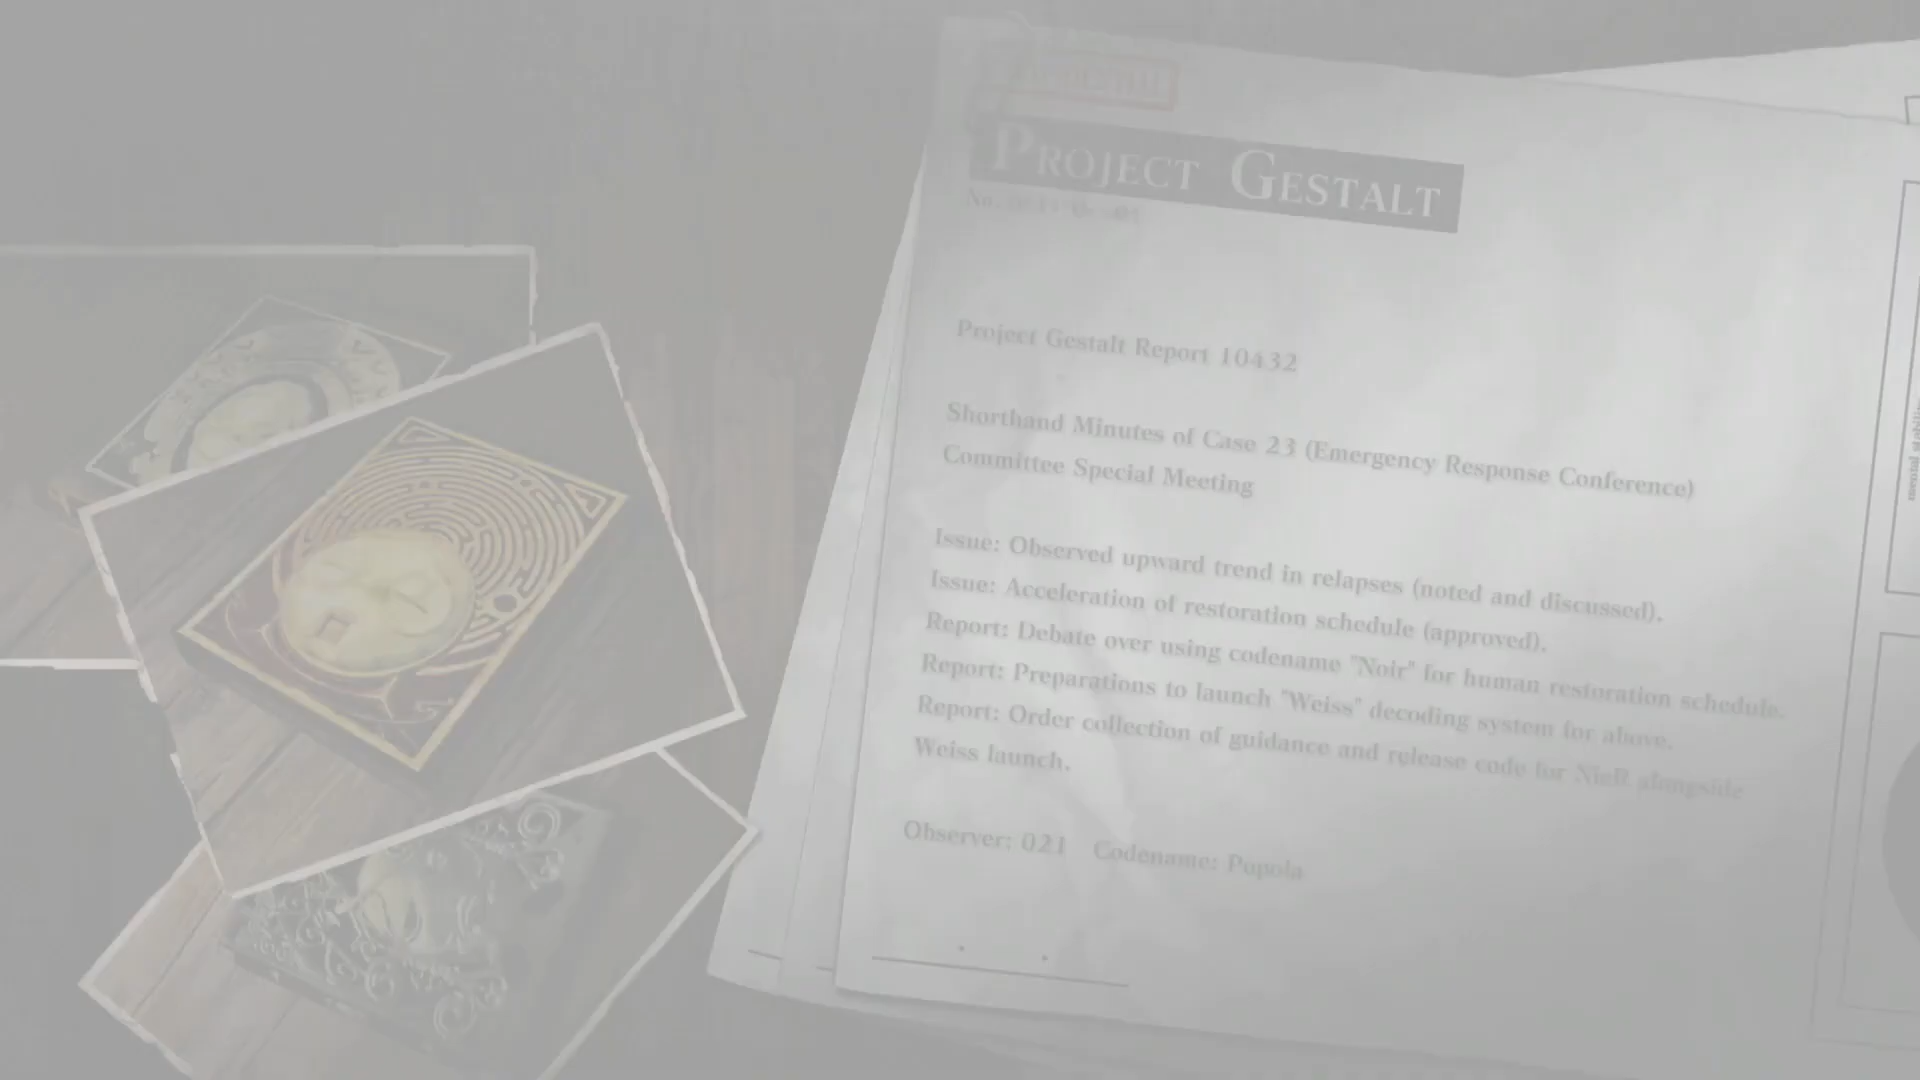 PROJECT GESTALT
Project Gestalt Report 10432
Shorthand Minutes of Case 23 (Emergency Response Conference)
Committee Special Meeting
Issue: Observed upward trend in relapses (noted and discussed).
Issue: Acceleration of restoration schedule (approved).
Report: Debate over using codename "Noir" for human restoration schedule.
Report: Preparations to launch "Weiss" decoding system for above.
Report: Order collection of guidance and release code for NieR alongside
Weiss launch.
Observer: 021 Codename: Popola